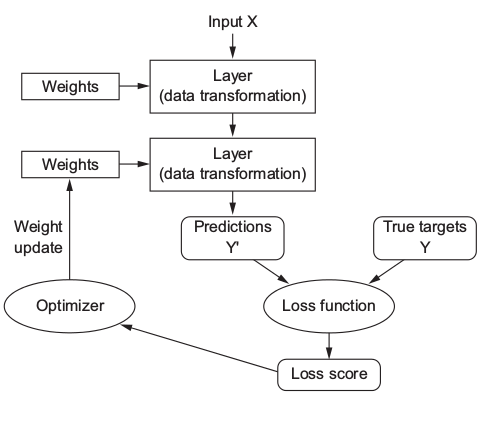 Input X
Weights
Layer
(data transformation)
Weights
Layer
(data transformation)
Weight
update
Predictions
Y'
True targets
Y
Optimizer
Loss function
Loss score